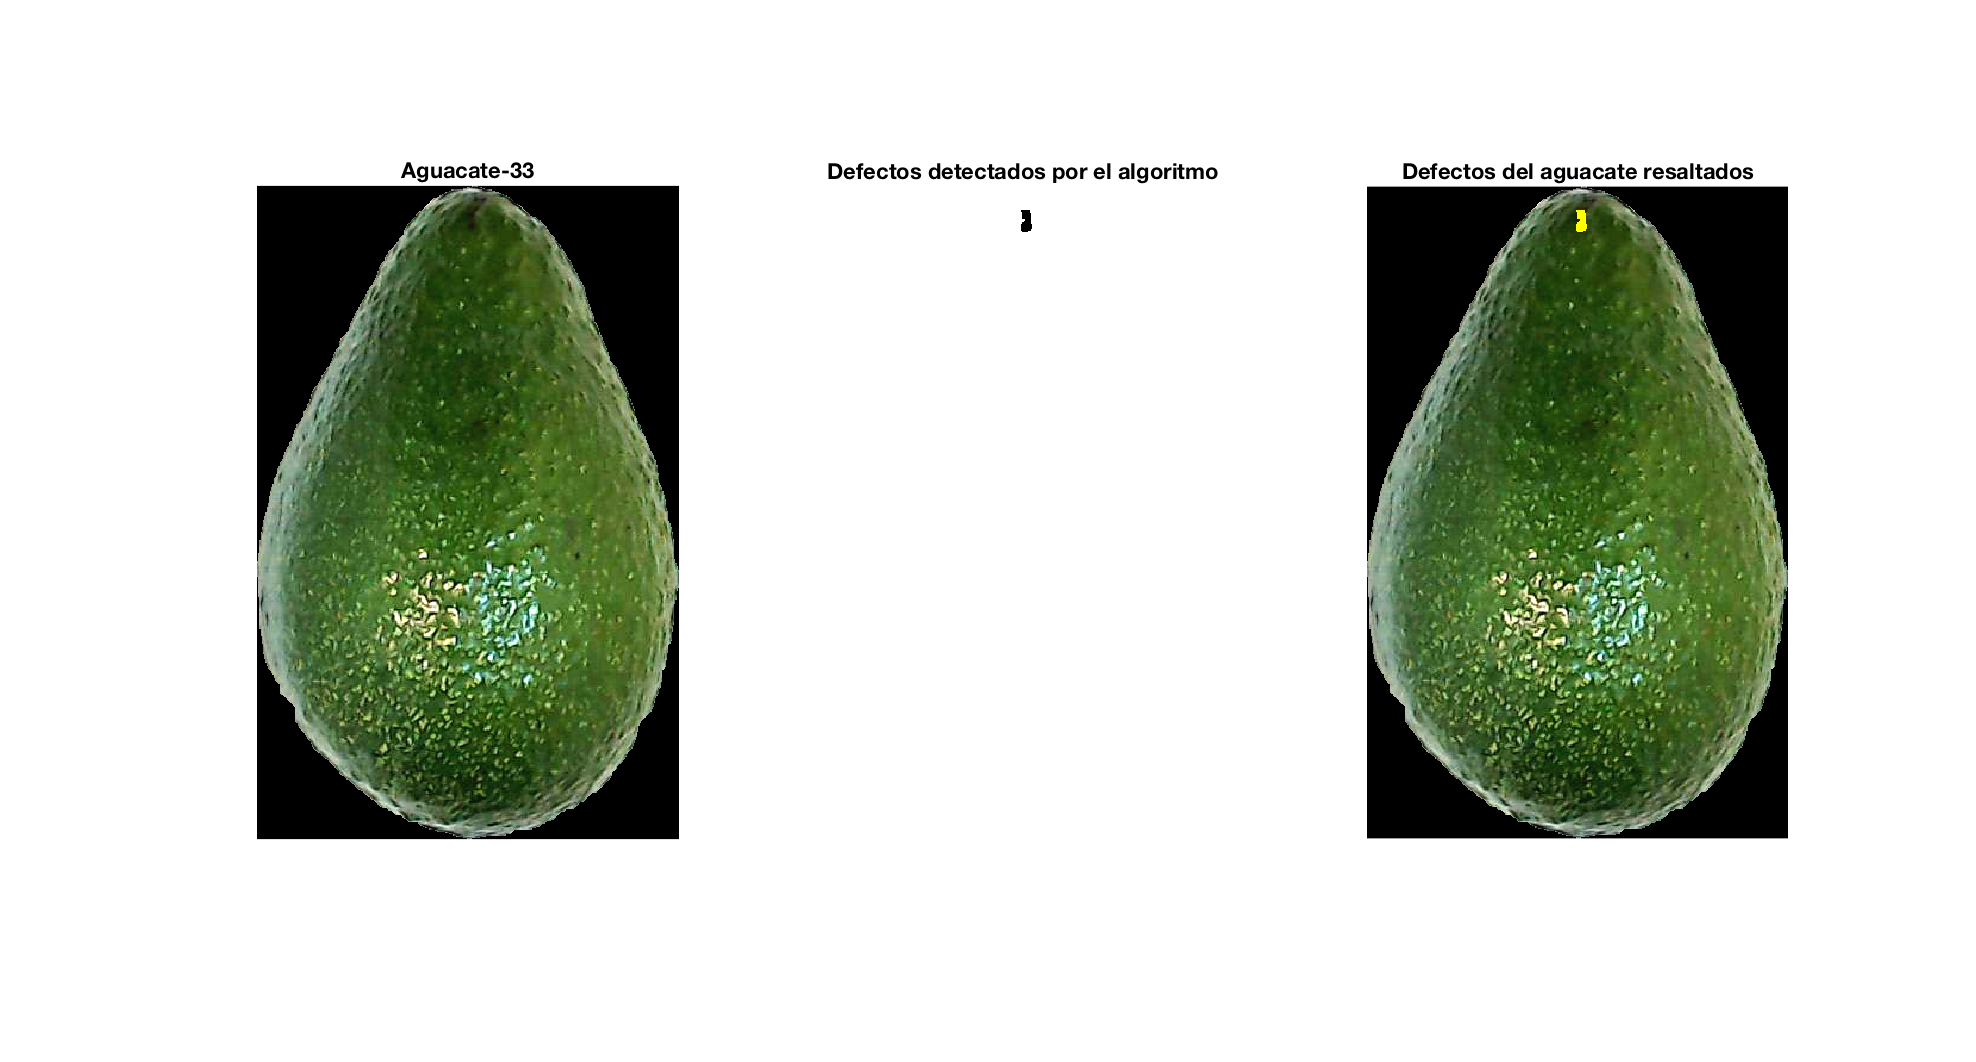 Aguacate-33
Defectos detectados por el algoritmo
Defectos del aguacate resaltados